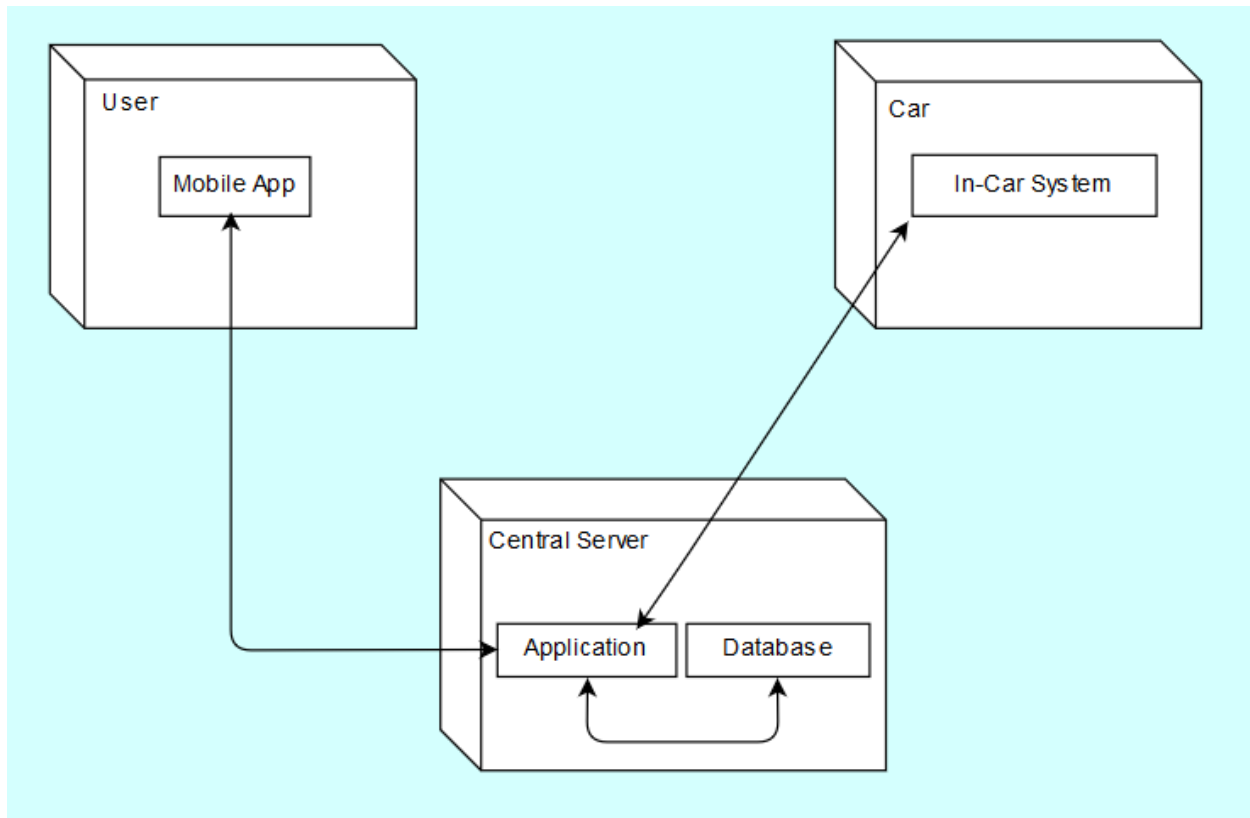 User
Mobile App
Car
In-Car System
Central Server
Application
Database